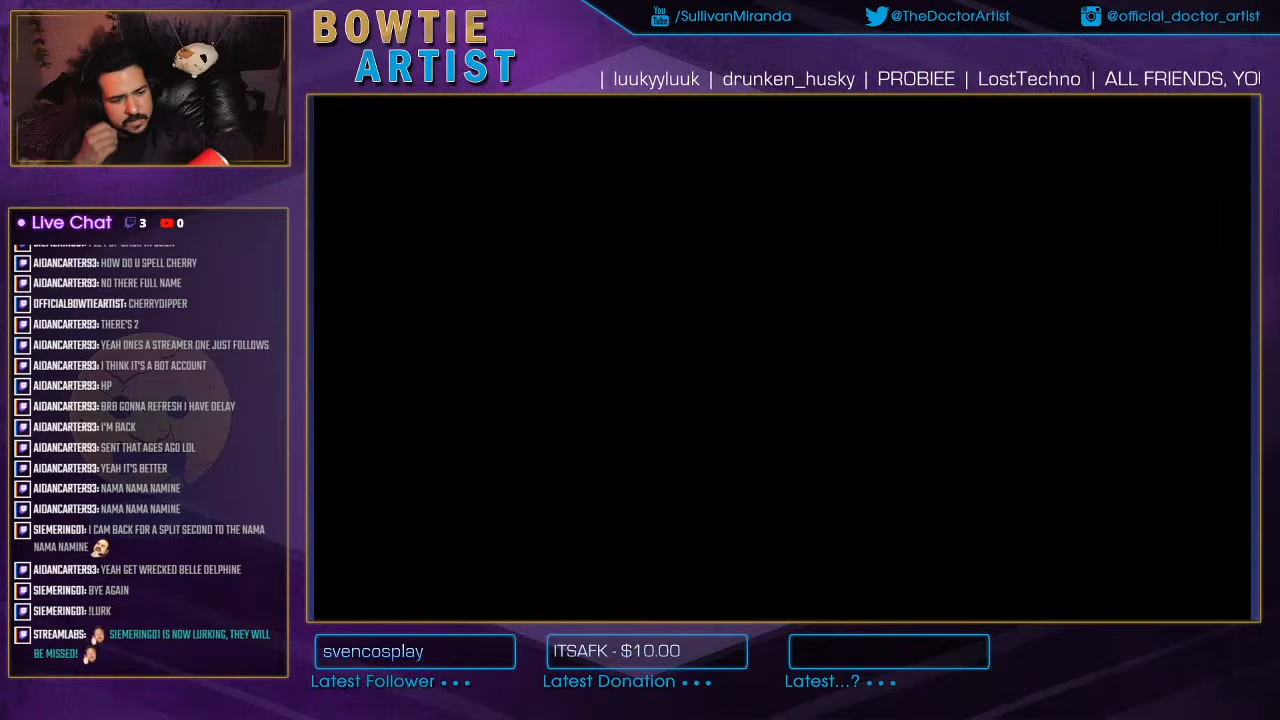 BOWTIE
ARTIST
You
Tube
/SullivanMiranda
@TheDoctorArtist
@official_doctor_artist
| luukyyluuk | drunken_husky | PROBIEE | LostTechno | ALL FRIENDS, YO
Live Chat 3 0
AIDANCARTER93: HOW DO U SPELL CHERRY
AIDANCARTER93: NO THERE FULL NAME
OFFICIALBOWTIEARTIST: CHERRYDIPPER
AIDANCARTER93: THERE'S 2
AIDANCARTER93: YEAH ONES A STREAMER ONE JUST FOLLOWS
AIDANCARTER93: I THINK IT'S A BOT ACCOUNT
AIDANCARTER93: HP
AIDANCARTER93: BRB GONNA REFRESH I HAVE DELAY
AIDANCARTER93: I'M BACK
AIDANCARTER93: SENT THAT AGES AGO LOL
AIDANCARTER93: YEAH IT'S BETTER
AIDANCARTER93: NAMA NAMA NAMINE
AIDANCARTER93: NAMA NAMA NAMINE
SIEMERING01: I CAM BACK FOR A SPLIT SECOND TO THE NAMA
NAMA NAMINE
AIDANCARTER93: YEAH GET WRECKED BELLE DELPHINE
SIEMERING01: BYE AGAIN
SIEMERING01: !LURK
STREAMLABS: SIEMERING01 IS NOW LURKING, THEY WILL
BE MISSED!
svencosplay
Latest Follower • • •
ITSAFK - $10.00
Latest Donation • • •
Latest...? • • •